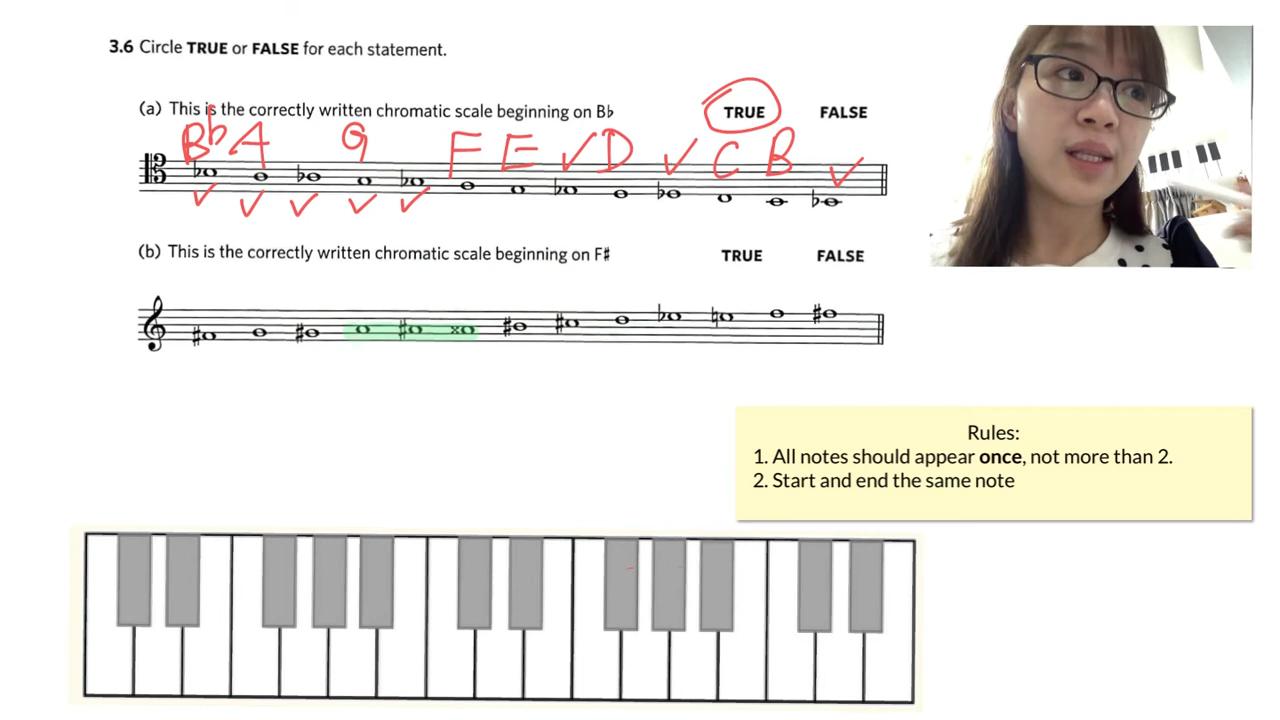 3.6 Circle TRUE or FALSE for each statement.
(a) This is the correctly written chromatic scale beginning on B♭ TRUE FALSE
B♭ A G F E D C B
(b) This is the correctly written chromatic scale beginning on F♯ TRUE FALSE
Rules:
1. All notes should appear once, not more than 2.
2. Start and end the same note